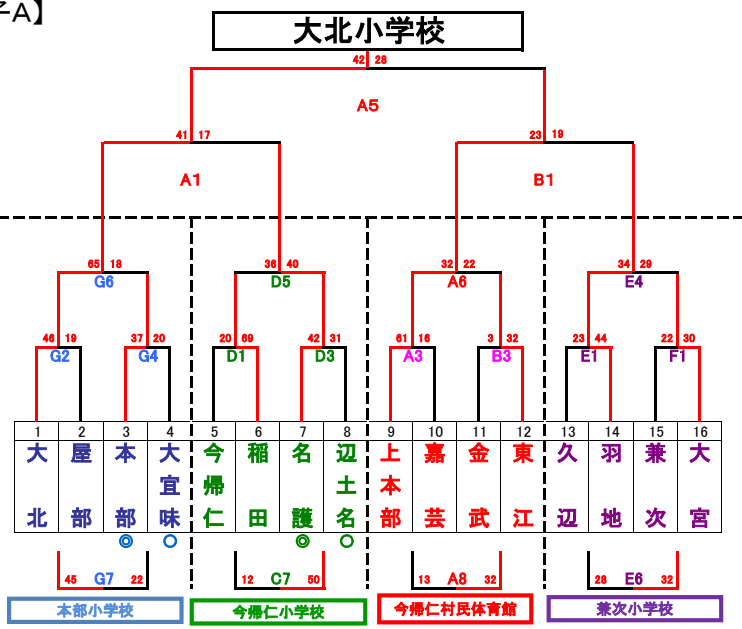 子A】
大北小学校
42 28
A5
41 17 23 19
A1 B1
65 18 36 40 32 22 34 29
G6 D5 A6 E4
46 19 37 20 20 69 42 31 61 16 3 32 23 44 22 30
G2 G4 D1 D3 A3 B3 E1 F1
1 2 3 4 5 6 7 8 9 10 11 12 13 14 15 16
大北 屋部 本部 大宜味 今帰仁 稲田 名護 辺土名 上本部 嘉芸 金武 東江 久辺 羽地 兼次 大宮
◎ ○ ◎ ○
45 G7 22 12 C7 50 13 A8 32 28 E6 32
本部小学校 今帰仁小学校 今帰仁村民体育館 兼次小学校